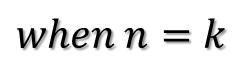 when n = k